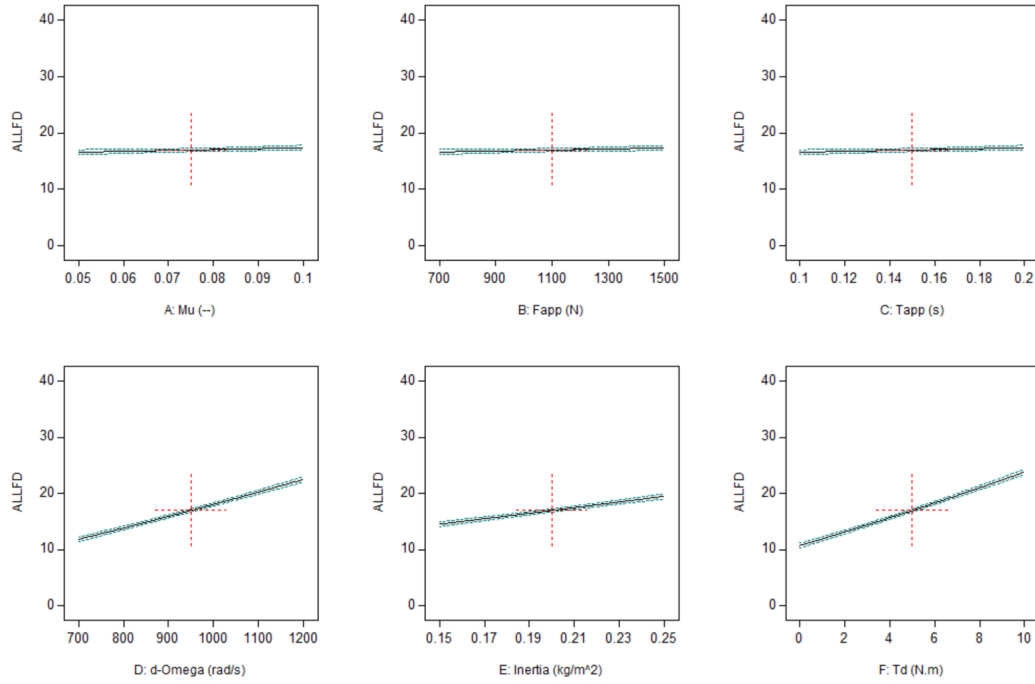 40
30
20
10
0
ALLFD
0.05 0.06 0.07 0.08 0.09 0.1
A: Mu (--)
40
30
20
10
0
ALLFD
700 900 1100 1300 1500
B: Fapp (N)
40
30
20
10
0
ALLFD
0.1 0.12 0.14 0.16 0.18 0.2
C: Tapp (s)
40
30
20
10
0
ALLFD
700 800 900 1000 1100 1200
D: d-Omega (rad/s)
40
30
20
10
0
ALLFD
0.15 0.17 0.19 0.21 0.23 0.25
E: Inertia (kg/m^2)
40
30
20
10
0
ALLFD
0 2 4 6 8 10
F: Td (N.m)